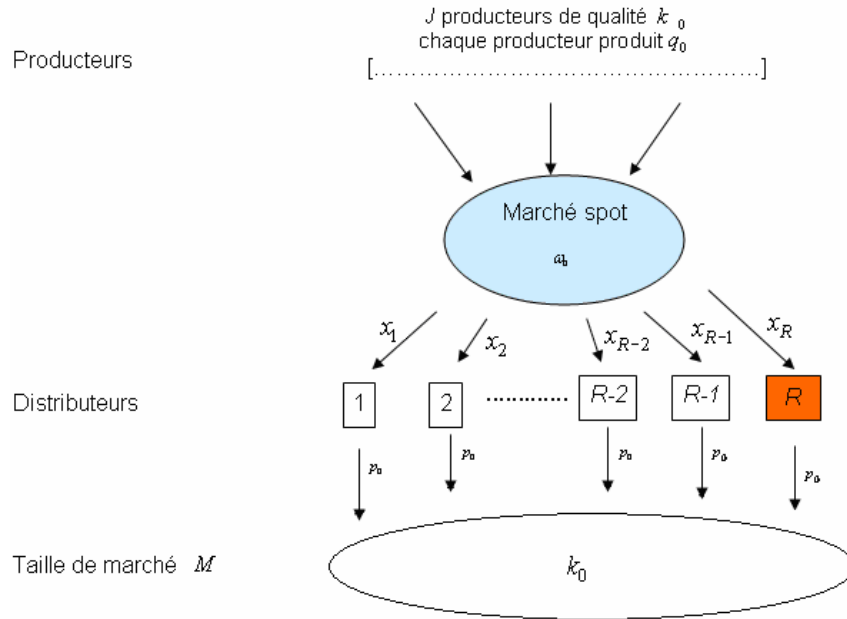 J producteurs de qualité k 0
chaque producteur produit q0
Producteurs
[……………………………………………]
Marché spot
ω0
x1 x2 xR−2 xR−1 xR
Distributeurs
1 2 ............ R-2 R-1 R
p0 p0 p0 p0 p0
Taille de marché M
k0